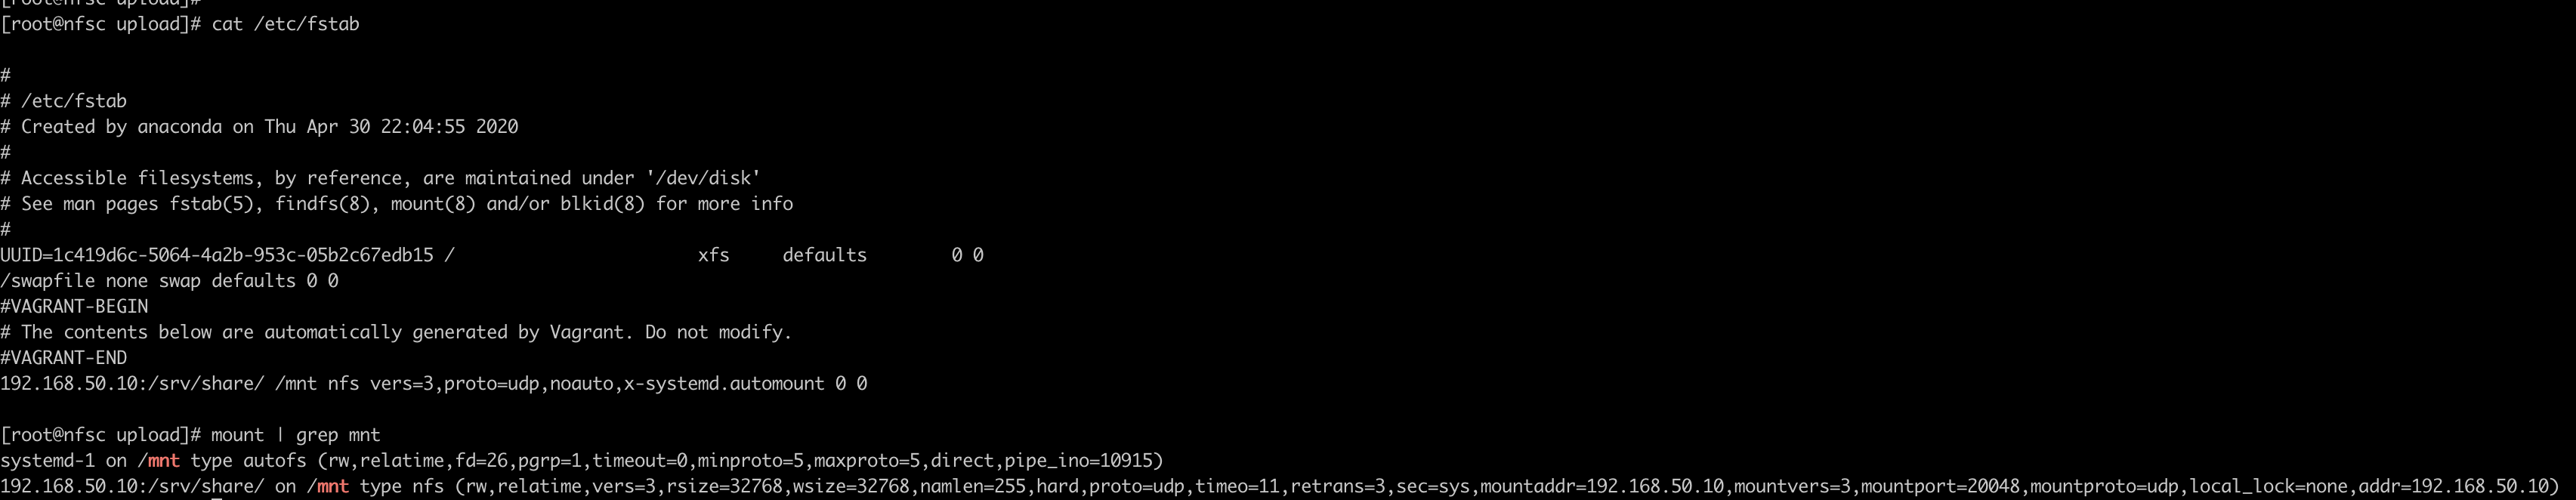 [root@nfsc upload]#
[root@nfsc upload]# cat /etc/fstab
#
# /etc/fstab
# Created by anaconda on Thu Apr 30 22:04:55 2020
#
# Accessible filesystems, by reference, are maintained under '/dev/disk'
# See man pages fstab(5), findfs(8), mount(8) and/or blkid(8) for more info
#
UUID=1c419d6c-5064-4a2b-953c-05b2c67edb15 /                       xfs     defaults        0 0
/swapfile none swap defaults 0 0
#VAGRANT-BEGIN
# The contents below are automatically generated by Vagrant. Do not modify.
#VAGRANT-END
192.168.50.10:/srv/share/ /mnt nfs vers=3,proto=udp,noauto,x-systemd.automount 0 0
[root@nfsc upload]# mount | grep mnt
systemd-1 on /mnt type autofs (rw,relatime,fd=26,pgrp=1,timeout=0,minproto=5,maxproto=5,direct,pipe_ino=10915)
192.168.50.10:/srv/share/ on /mnt type nfs (rw,relatime,vers=3,rsize=32768,wsize=32768,namlen=255,hard,proto=udp,timeo=11,retrans=3,sec=sys,mountaddr=192.168.50.10,mountvers=3,mountport=20048,mountproto=udp,local_lock=none,addr=192.168.50.10)